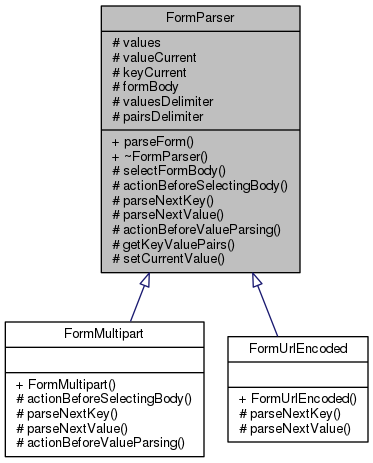 FormParser
# values
# valueCurrent
# keyCurrent
# formBody
# valuesDelimiter
# pairsDelimiter
+ parseForm()
+ ~FormParser()
# selectFormBody()
# actionBeforeSelectingBody()
# parseNextKey()
# parseNextValue()
# actionBeforeValueParsing()
# getKeyValuePairs()
# setCurrentValue()
FormMultipart
+ FormMultipart()
# actionBeforeSelectingBody()
# parseNextKey()
# parseNextValue()
# actionBeforeValueParsing()
FormUrlEncoded
+ FormUrlEncoded()
# parseNextKey()
# parseNextValue()